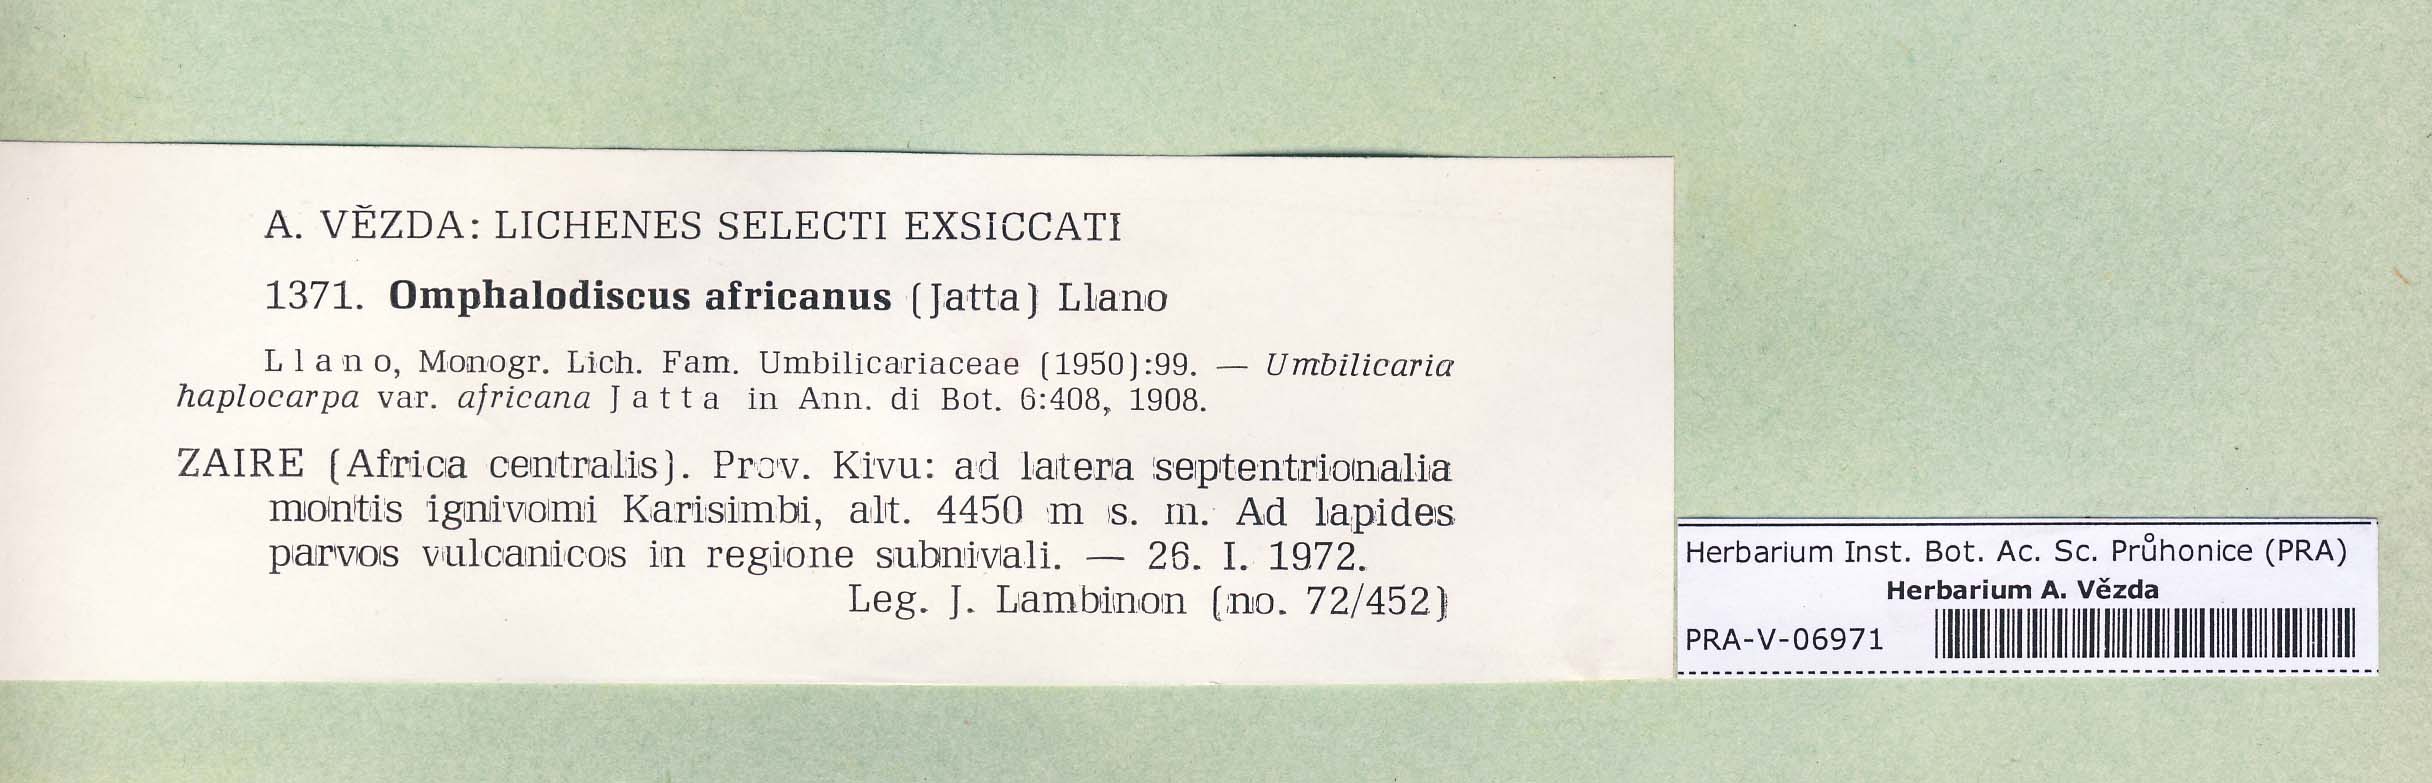 A. VĚZDA: LICHENES SELECTI EXSICCATI
1371. Omphalodiscus africanus (Jatta) Llano
Llano, Monogr. Lich. Fam. Umbilicariaceae (1950):99. — Umbilicaria
haplocarpa var. africana Jatta in Ann. di Bot. 6:408, 1908.
ZAIRE (Africa centralis). Prov. Kivu: ad latera septentrionalia
montis ignivomi Karisimbi, alt. 4450 m s. m. Ad lapides
parvos vulcanicos in regione subnivali. — 26. I. 1972.
Leg. J. Lambinon (no. 72/452)
Herbarium Inst. Bot. Ac. Sc. Průhonice (PRA)
Herbarium A. Vězda
PRA-V-06971